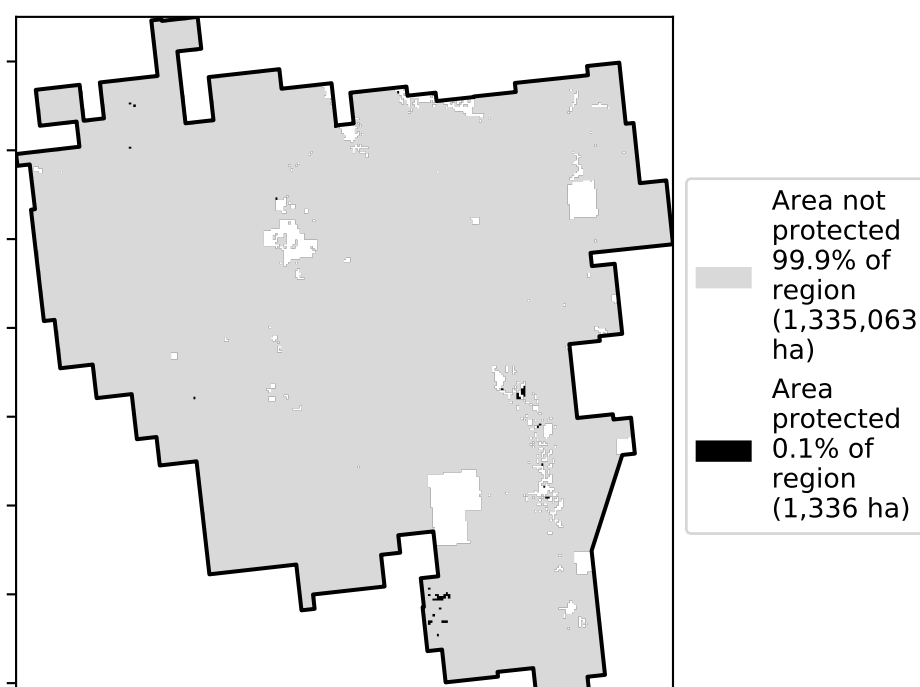 Area not
protected
99.9% of
region
(1,335,063
ha)
Area
protected
0.1% of
region
(1,336 ha)